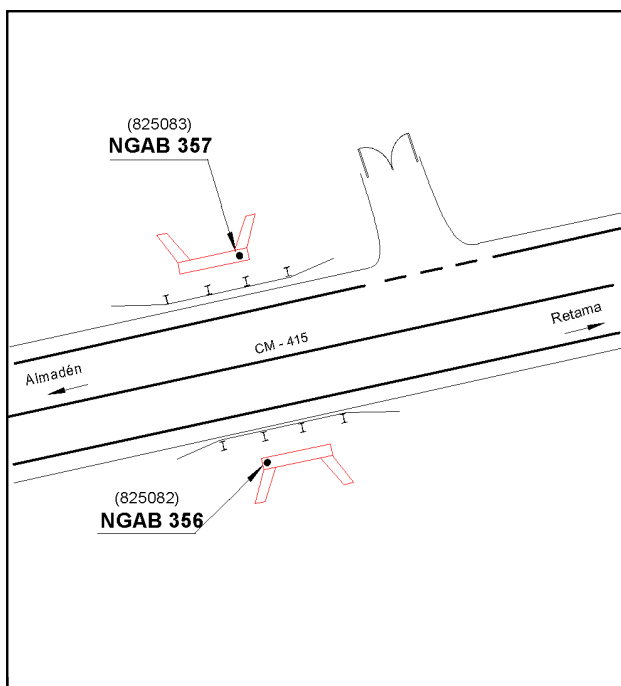 (825083)
NGAB 357
Retama
CM - 415
Almadén
(825082)
NGAB 356